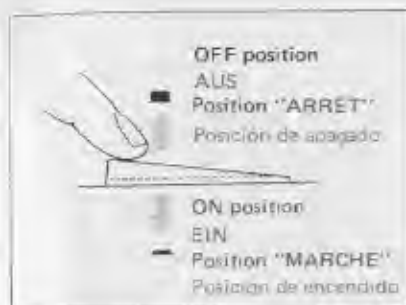 OFF position
AUS
Position "ARRET"
Posición de apagado
ON position
EIN
Position "MARCHE"
Posición de encendido